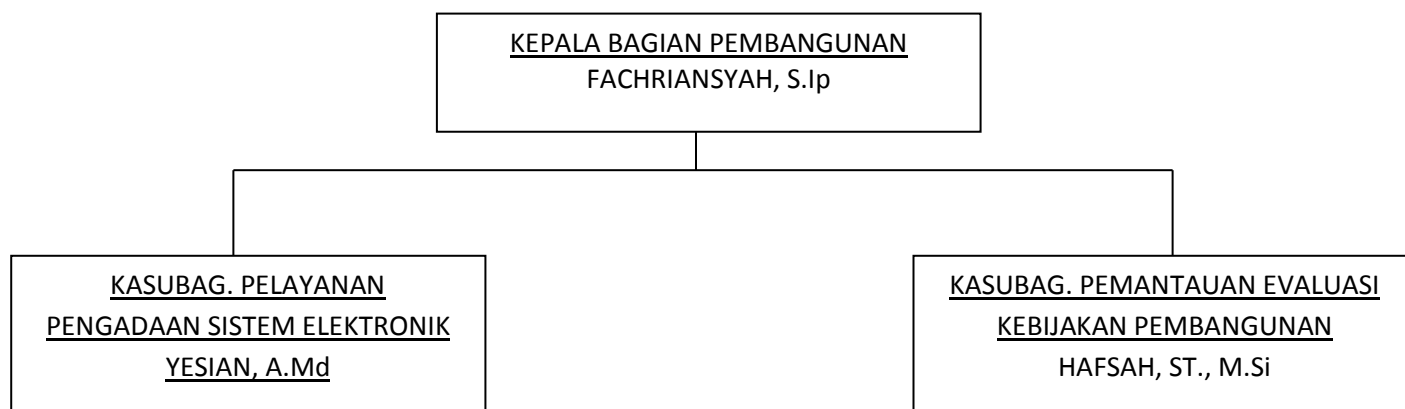 KEPALA BAGIAN PEMBANGUNAN
FACHRIANSYAH, S.Ip
KASUBAG. PELAYANAN
PENGADAAN SISTEM ELEKTRONIK
YESIAN, A.Md
KASUBAG. PEMANTAUAN EVALUASI
KEBIJAKAN PEMBANGUNAN
HAFSAH, ST., M.Si